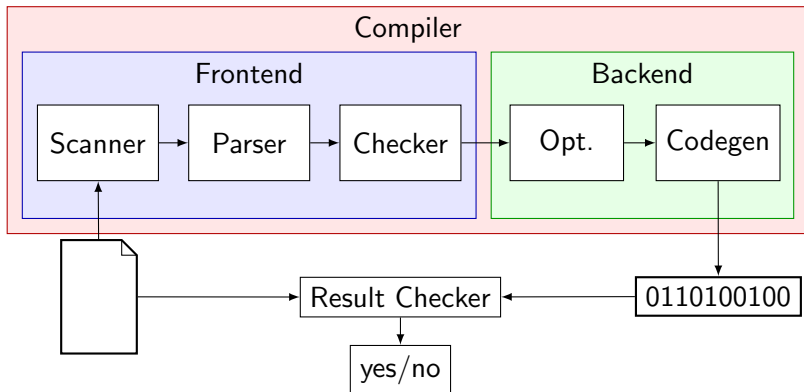 Compiler
Frontend
Backend
Scanner
Parser
Checker
Opt.
Codegen
Result Checker
0110100100
yes/no